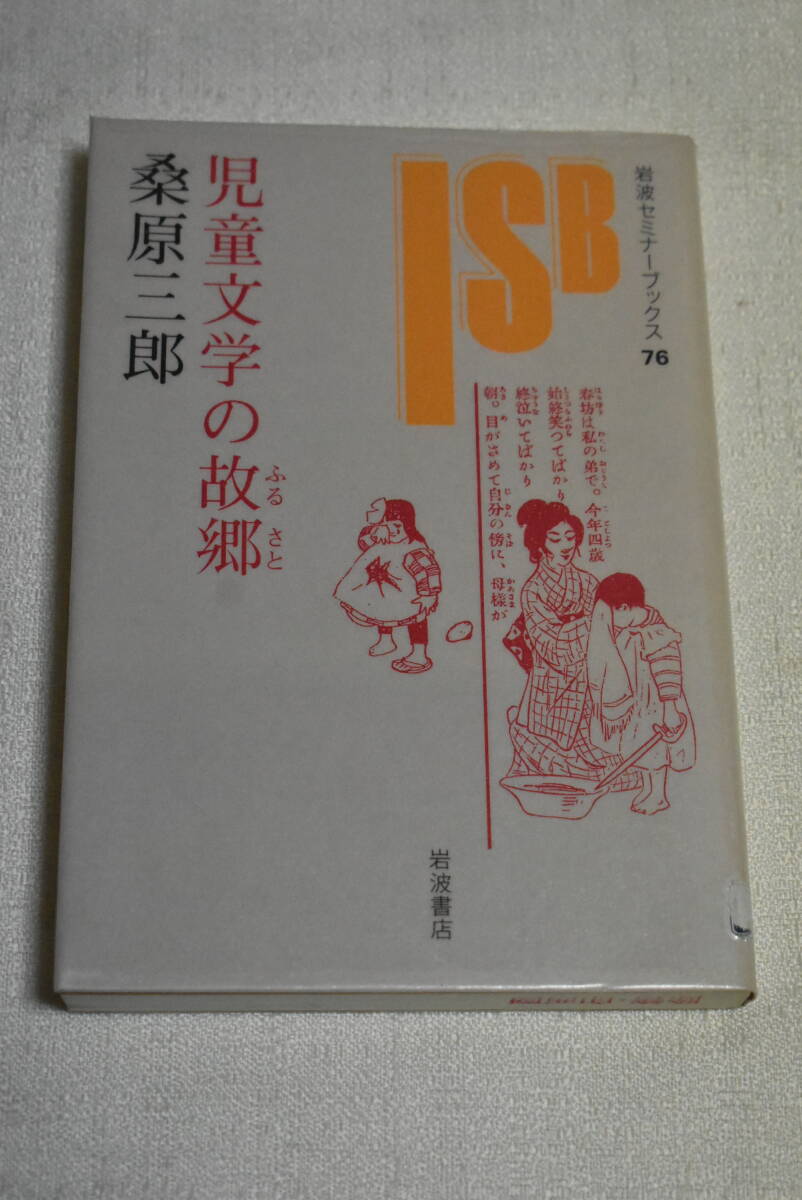 岩波セミナーブックス 76
ISB
児童文学の故郷
ふる さと
桑原三郎
春坊は私の弟で。今年四歳
始終笑つてばかり
終泣いてばかり
朝。目がさめて自分の傍に、母樣が
岩波書店